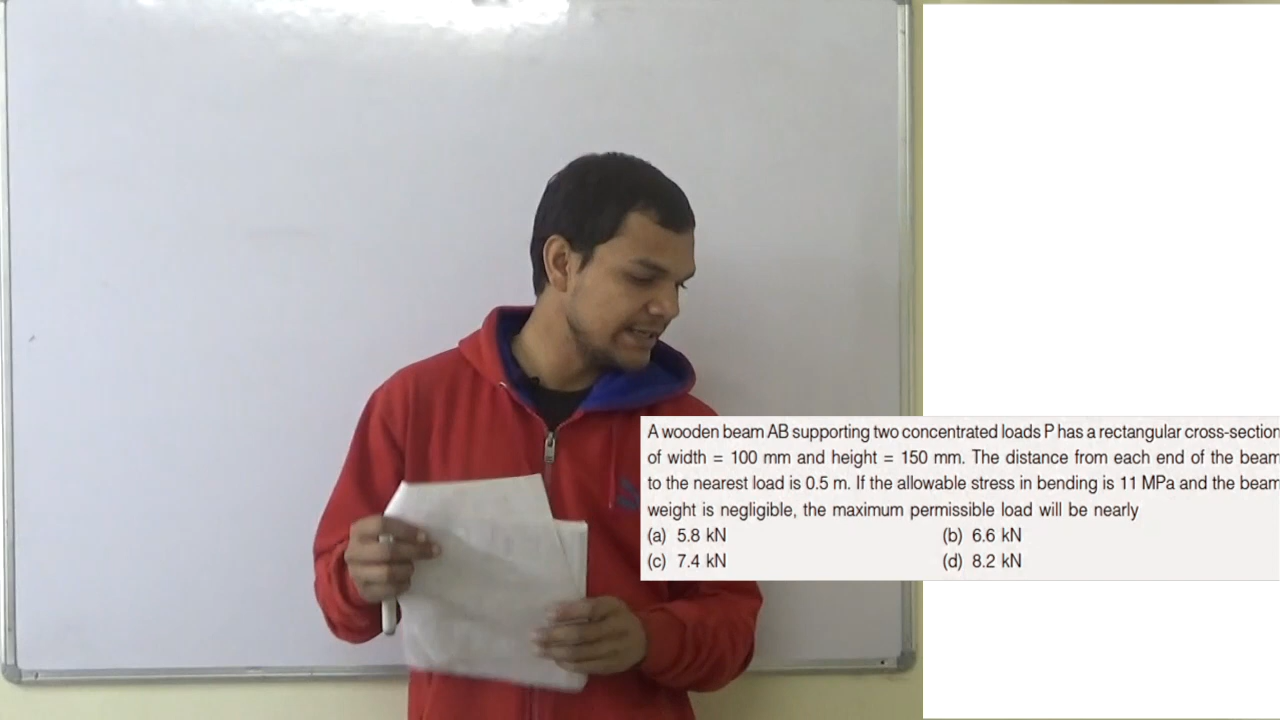 A wooden beam AB supporting two concentrated loads P has a rectangular cross-section
of width = 100 mm and height = 150 mm. The distance from each end of the beam
to the nearest load is 0.5 m. If the allowable stress in bending is 11 MPa and the beam
weight is negligible, the maximum permissible load will be nearly
(a) 5.8 kN (b) 6.6 kN
(c) 7.4 kN (d) 8.2 kN